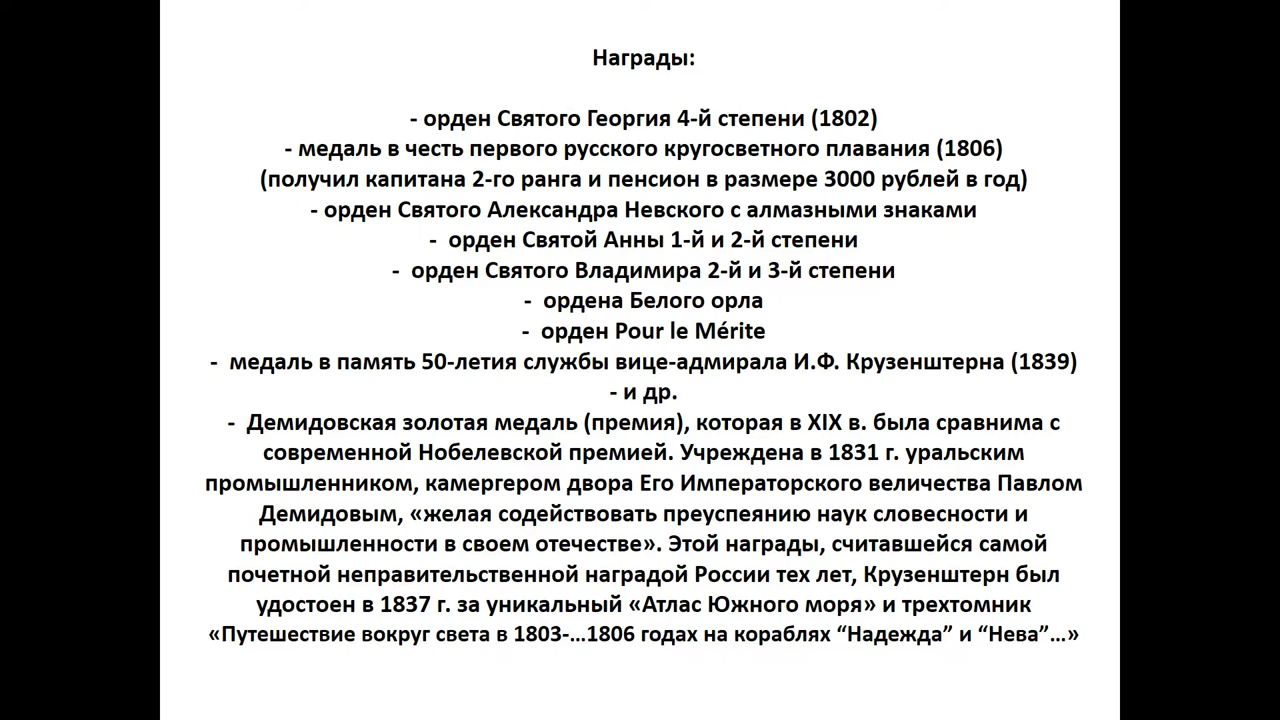 Награды:
- орден Святого Георгия 4-й степени (1802)
- медаль в честь первого русского кругосветного плавания (1806)
(получил капитана 2-го ранга и пенсион в размере 3000 рублей в год)
- орден Святого Александра Невского с алмазными знаками
- орден Святой Анны 1-й и 2-й степени
- орден Святого Владимира 2-й и 3-й степени
- ордена Белого орла
- орден Pour le Mérite
- медаль в память 50-летия службы вице-адмирала И.Ф. Крузенштерна (1839)
- и др.
- Демидовская золотая медаль (премия), которая в XIX в. была сравнима с
современной Нобелевской премией. Учреждена в 1831 г. уральским
промышленником, камергером двора Его Императорского величества Павлом
Демидовым, «желая содействовать преуспеянию наук словесности и
промышленности в своем отечестве». Этой награды, считавшейся самой
почетной неправительственной наградой России тех лет, Крузенштерн был
удостоен в 1837 г. за уникальный «Атлас Южного моря» и трехтомник
«Путешествие вокруг света в 1803-…1806 годах на кораблях “Надежда” и “Нева”…»